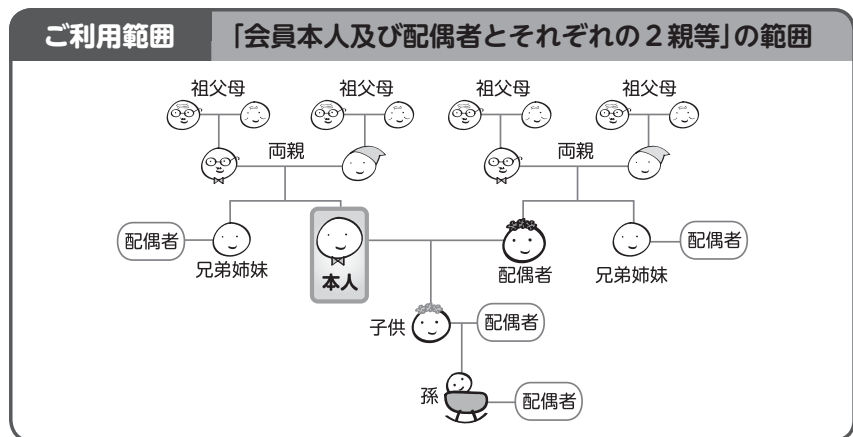 ご利用範囲 「会員本人及び配偶者とそれぞれの2親等」の範囲
祖父母 祖父母 祖父母 祖父母
両親 両親
配偶者 兄弟姉妹 本人 配偶者 兄弟姉妹 配偶者
子供 配偶者
孫 配偶者